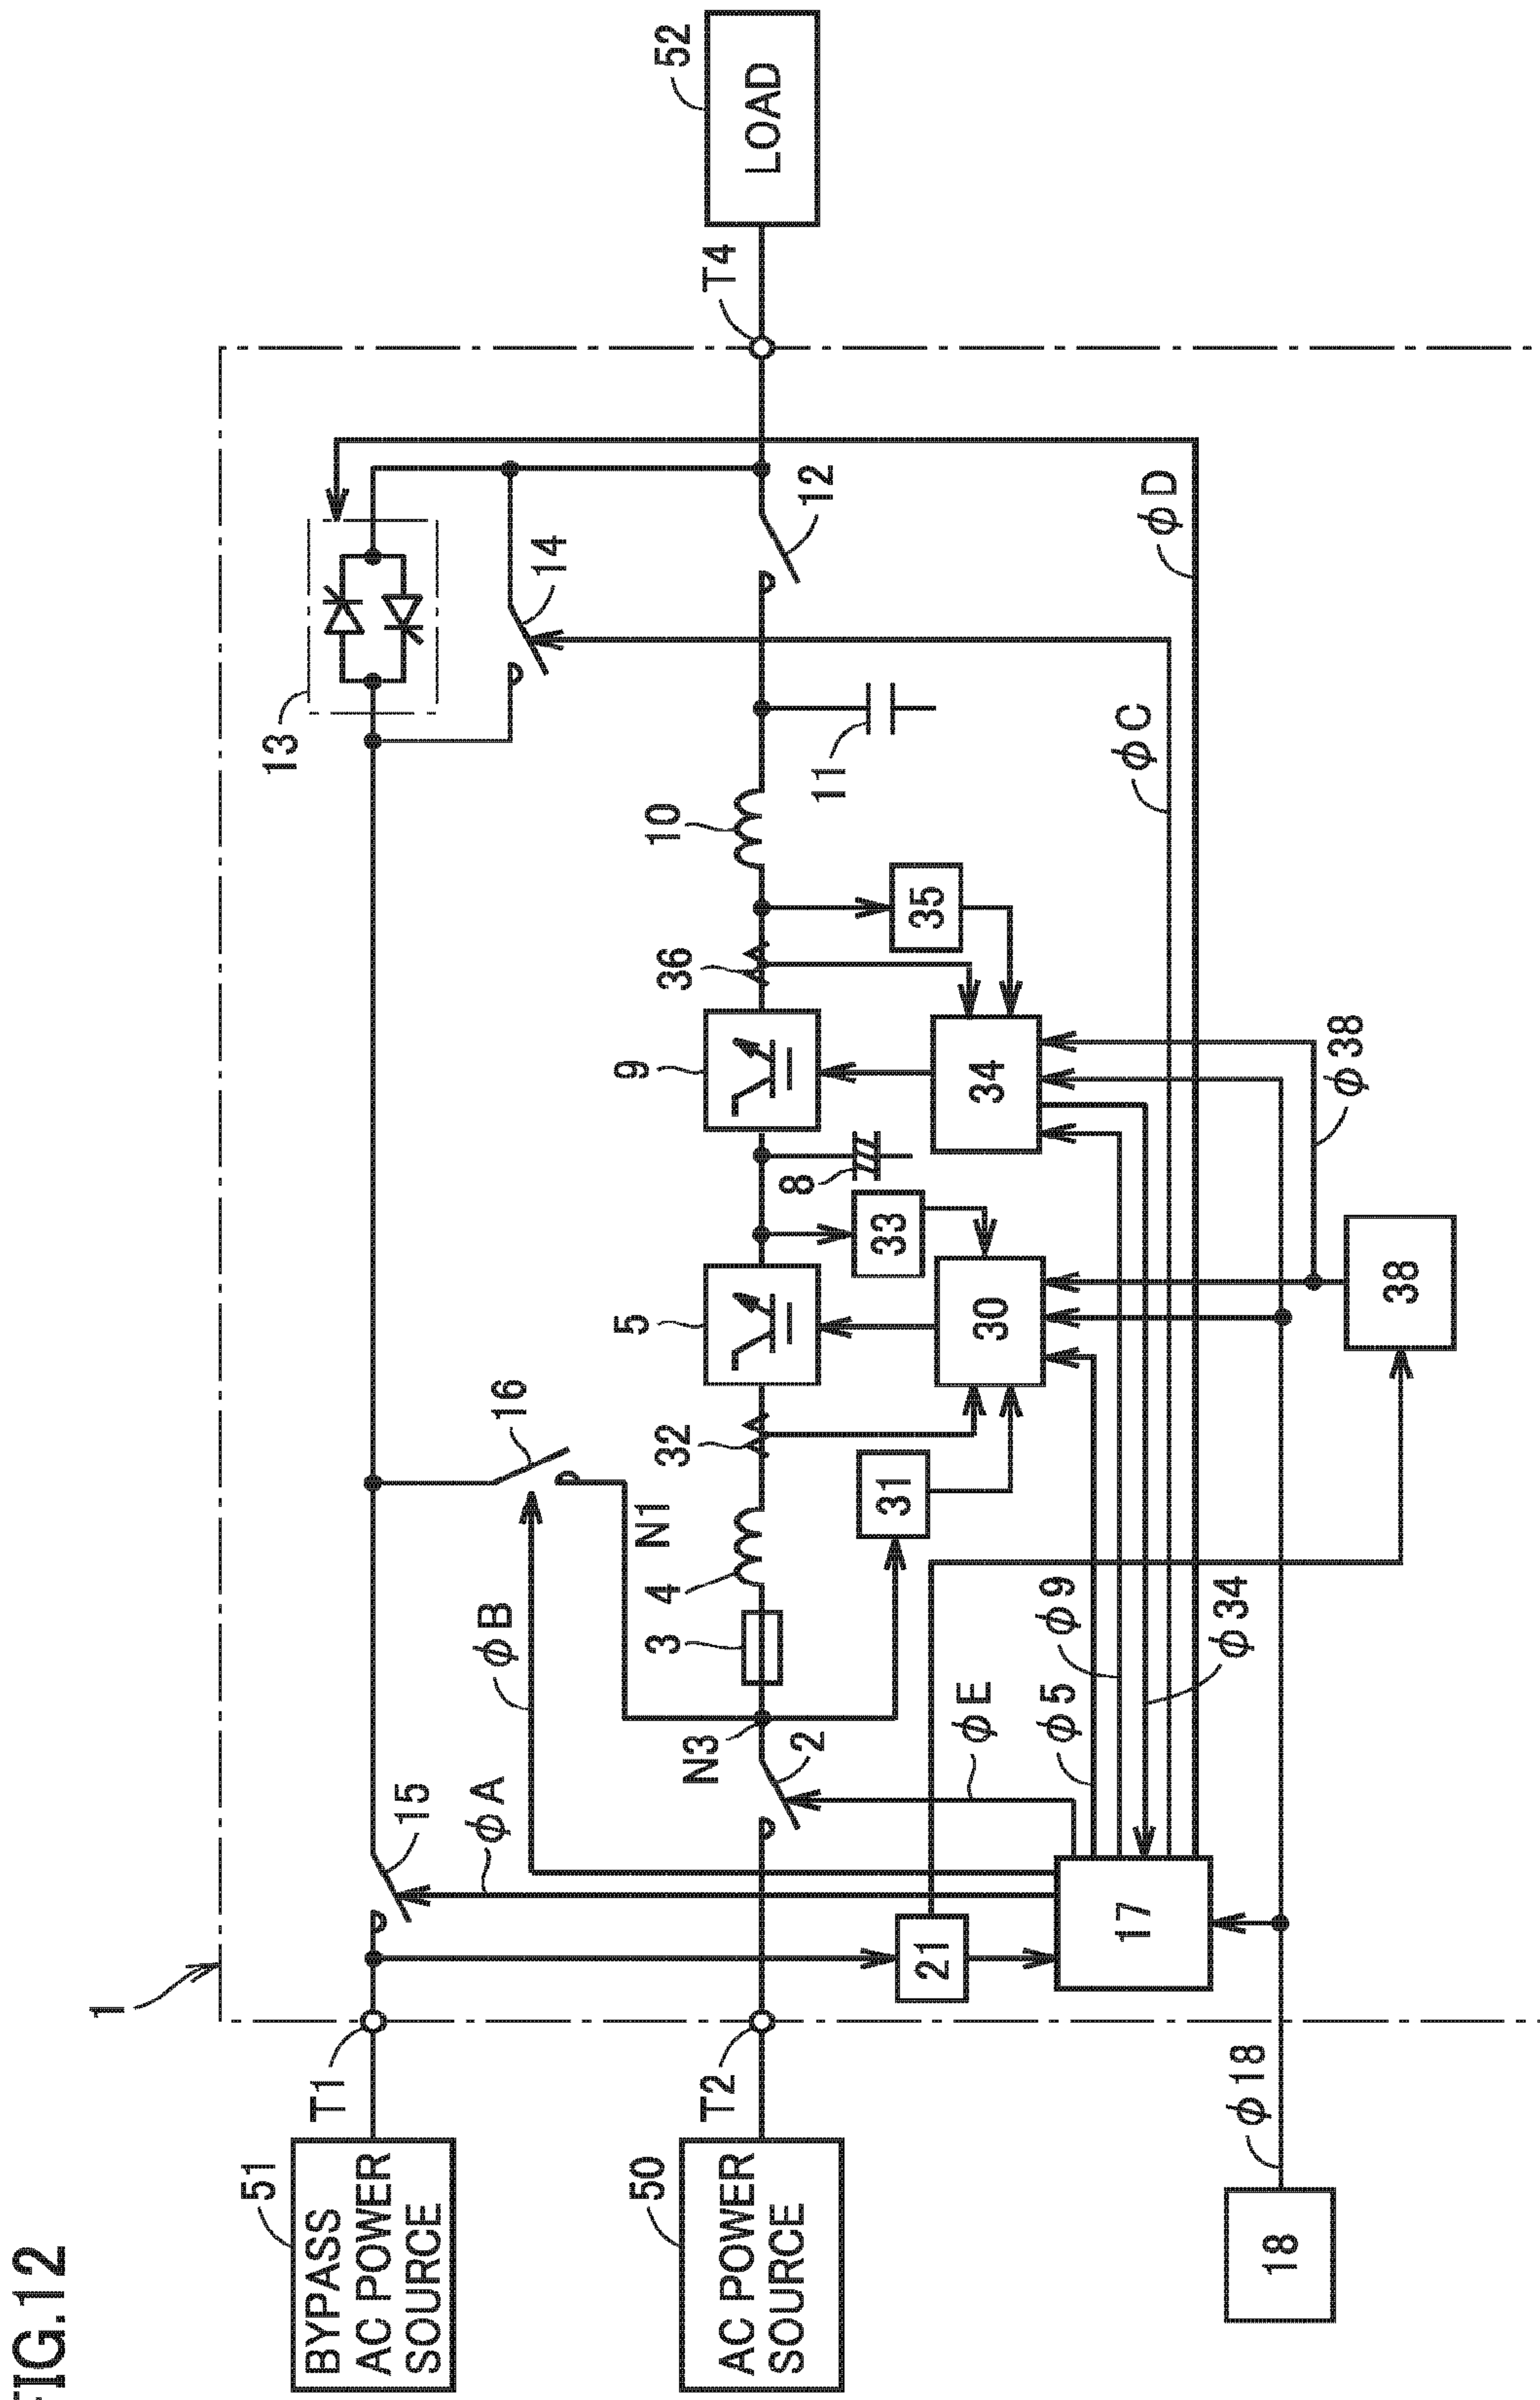 FIG.12
1
51
BYPASS
AC POWER
SOURCE
T1
15
φA
φB
16
13
14
50
AC POWER
SOURCE
T2
N3
2
3
4
N1
32
5
9
36
10
12
T4
52
LOAD
31
33
8
35
11
21
φE
30
34
17
φ5
φ9
φ34
φC
φD
18
φ18
38
φ38